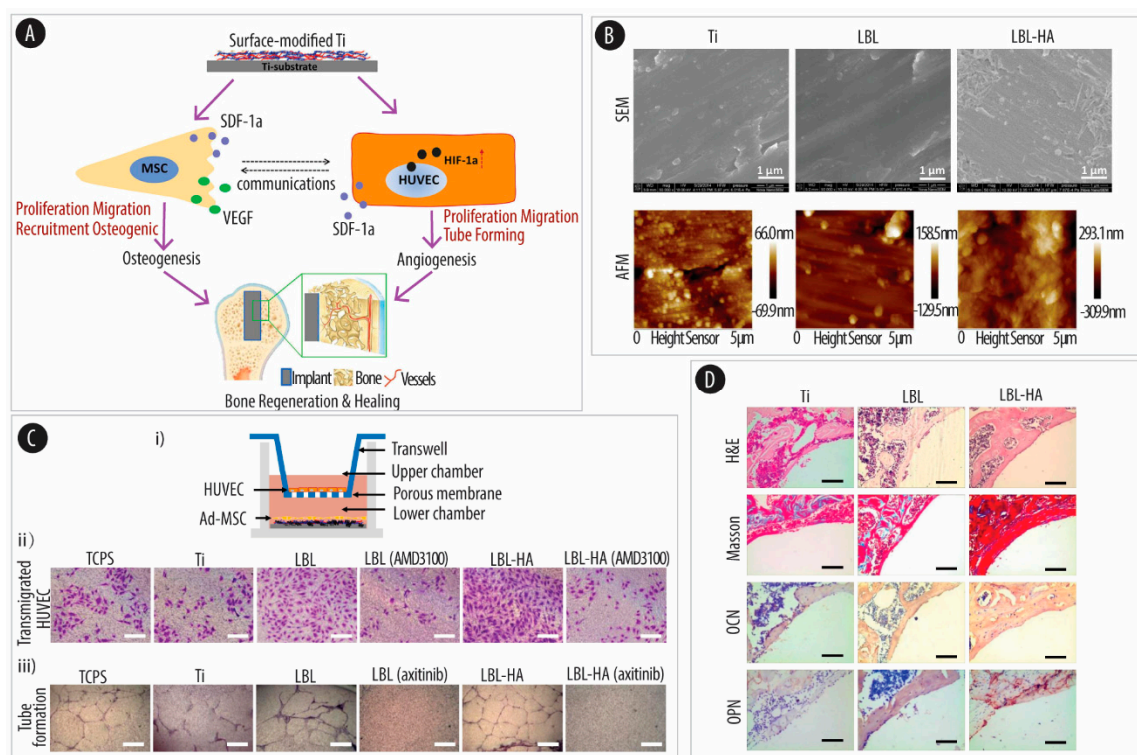 A
Surface-modified Ti
Ti-substrate
SDF-1a
MSC
HIF-1a
HUVEC
communications
VEGF
SDF-1a
Proliferation Migration
Recruitment Osteogenic
Proliferation Migration
Tube Forming
Osteogenesis
Angiogenesis
Implant Bone Vessels
Bone Regeneration & Healing
B
Ti LBL LBL-HA
SEM
1 µm 1 µm 1 µm
AFM
66.0nm
-69.9nm
158.5nm
-129.5nm
293.1nm
-309.9nm
0 Height Sensor 5µm 0 Height Sensor 5µm 0 Height Sensor 5µm
C
i)
Transwell
Upper chamber
HUVEC
Porous membrane
Ad-MSC
Lower chamber
ii)
TCPS Ti LBL LBL (AMD3100) LBL-HA LBL-HA (AMD3100)
Transmigrated
HUVEC
iii)
TCPS Ti LBL LBL (axitinib) LBL-HA LBL-HA (axitinib)
Tube
formation
D
Ti LBL LBL-HA
H&E
Masson
OCN
OPN